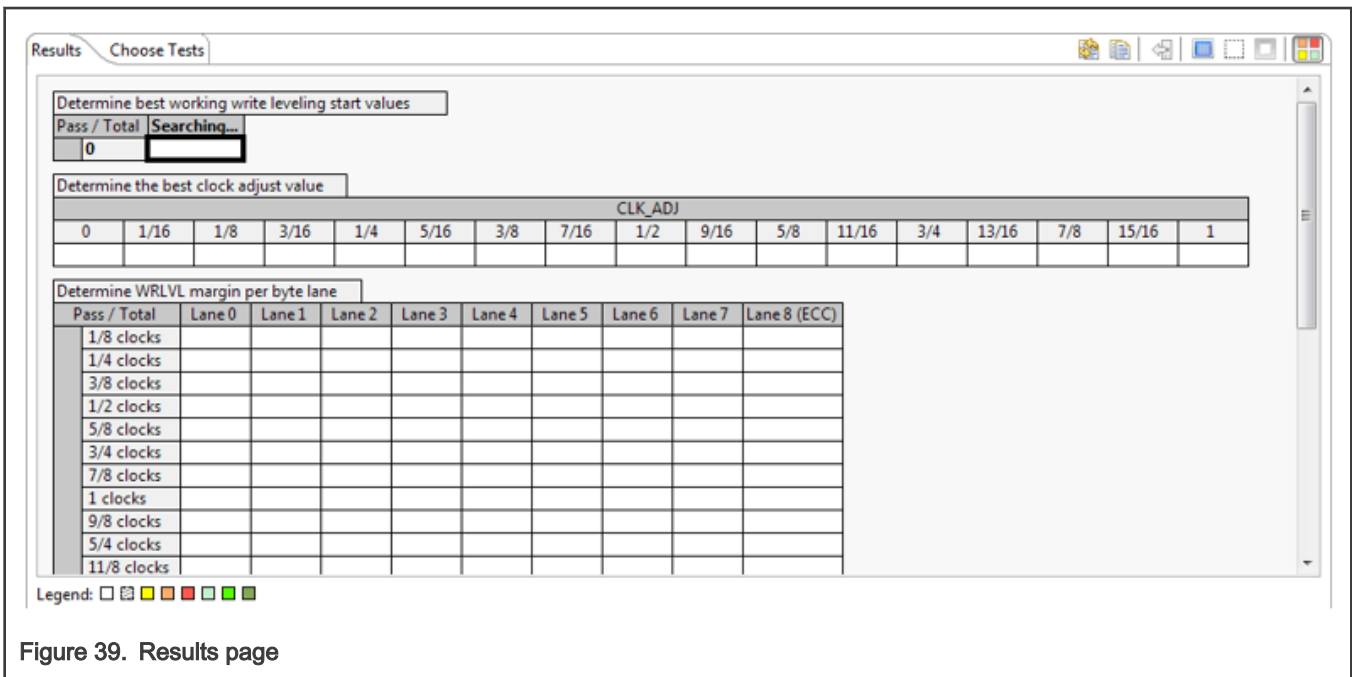 Results Choose Tests
Determine best working write leveling start values
Pass / Total Searching...
0
Determine the best clock adjust value
CLK_ADJ
0 1/16 1/8 3/16 1/4 5/16 3/8 7/16 1/2 9/16 5/8 11/16 3/4 13/16 7/8 15/16 1
Determine WRLVL margin per byte lane
Pass / Total Lane 0 Lane 1 Lane 2 Lane 3 Lane 4 Lane 5 Lane 6 Lane 7 Lane 8 (ECC)
1/8 clocks
1/4 clocks
3/8 clocks
1/2 clocks
5/8 clocks
3/4 clocks
7/8 clocks
1 clocks
9/8 clocks
5/4 clocks
11/8 clocks
Legend:
Figure 39. Results page